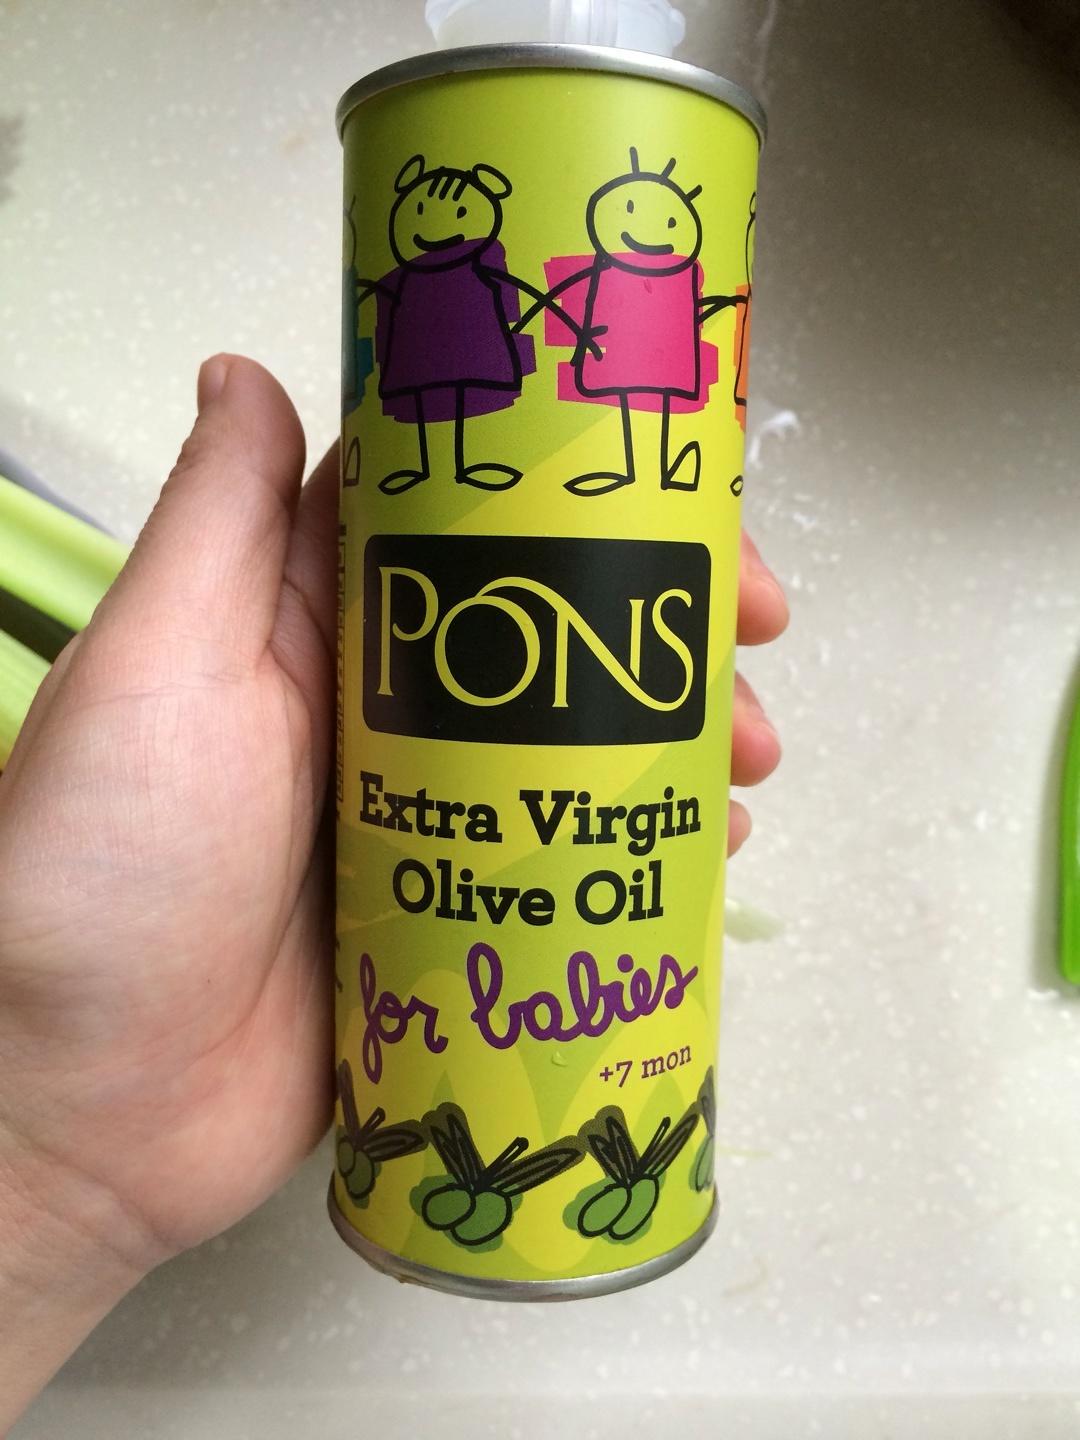 PONS
Extra Virgin
Olive Oil
for babies
+7 mon